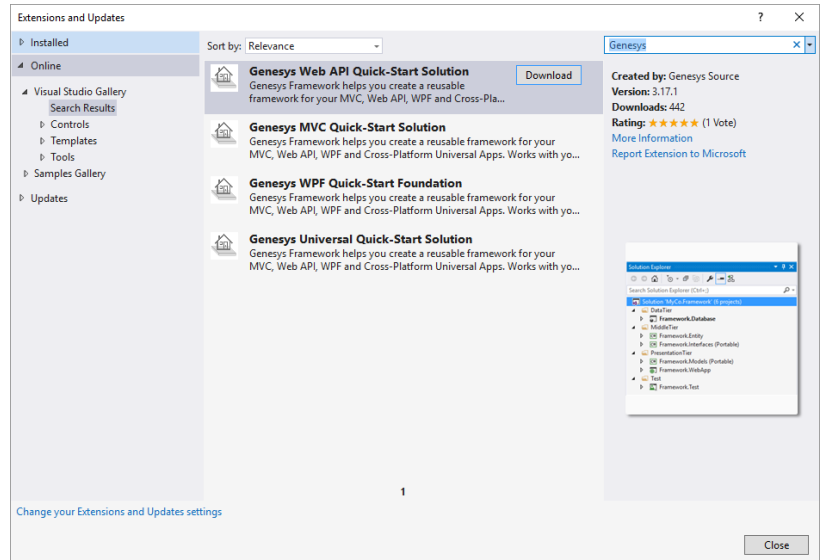 Extensions and Updates
?
Installed
Online
Visual Studio Gallery
Search Results
Controls
Templates
Tools
Samples Gallery
Updates
Sort by: Relevance
Genesys Web API Quick-Start Solution
Genesys Framework helps you create a reusable
framework for your MVC, Web API, WPF and Cross-Pla...
Download
Genesys MVC Quick-Start Solution
Genesys Framework helps you create a reusable framework for your
MVC, Web API, WPF and Cross-Platform Universal Apps. Works with yo...
Genesys WPF Quick-Start Foundation
Genesys Framework helps you create a reusable framework for your
MVC, Web API, WPF and Cross-Platform Universal Apps. Works with yo...
Genesys Universal Quick-Start Solution
Genesys Framework helps you create a reusable framework for your
MVC, Web API, WPF and Cross-Platform Universal Apps. Works with yo...
1
Genesys
Created by: Genesys Source
Version: 3.17.1
Downloads: 442
Rating: ★★★★★ (1 Vote)
More Information
Report Extension to Microsoft
Solution Explorer
Search Solution Explorer (Ctrl+;)
Solution 'MyCo.Framework' (6 projects)
DataTier
Framework.Database
MiddleTier
Framework.Entity
Framework.Interfaces (Portable)
PresentationTier
Framework.Models (Portable)
Framework.WebApp
Test
Framework.Test
Change your Extensions and Updates settings
Close